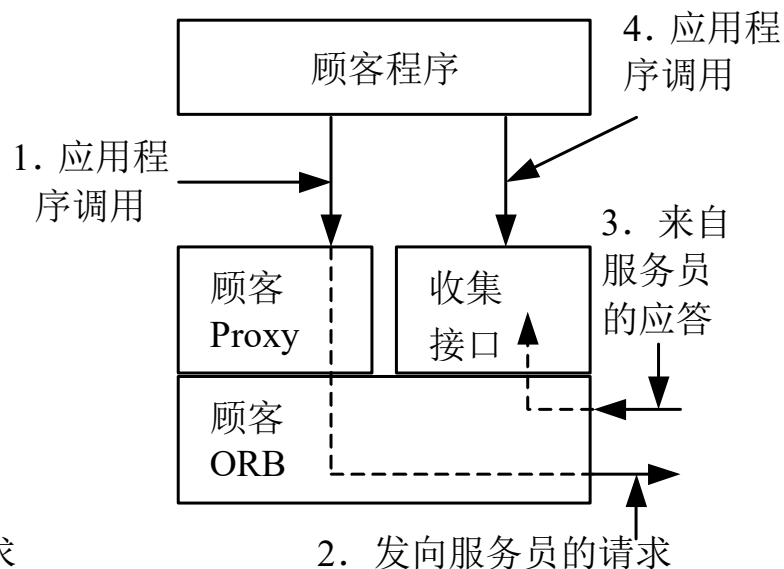 顾客程序
4. 应用程
序调用
1. 应用程
序调用
3. 来自
服务员
的应答
顾客
Proxy
收集
接口
顾客
ORB
求
2. 发向服务员的请求